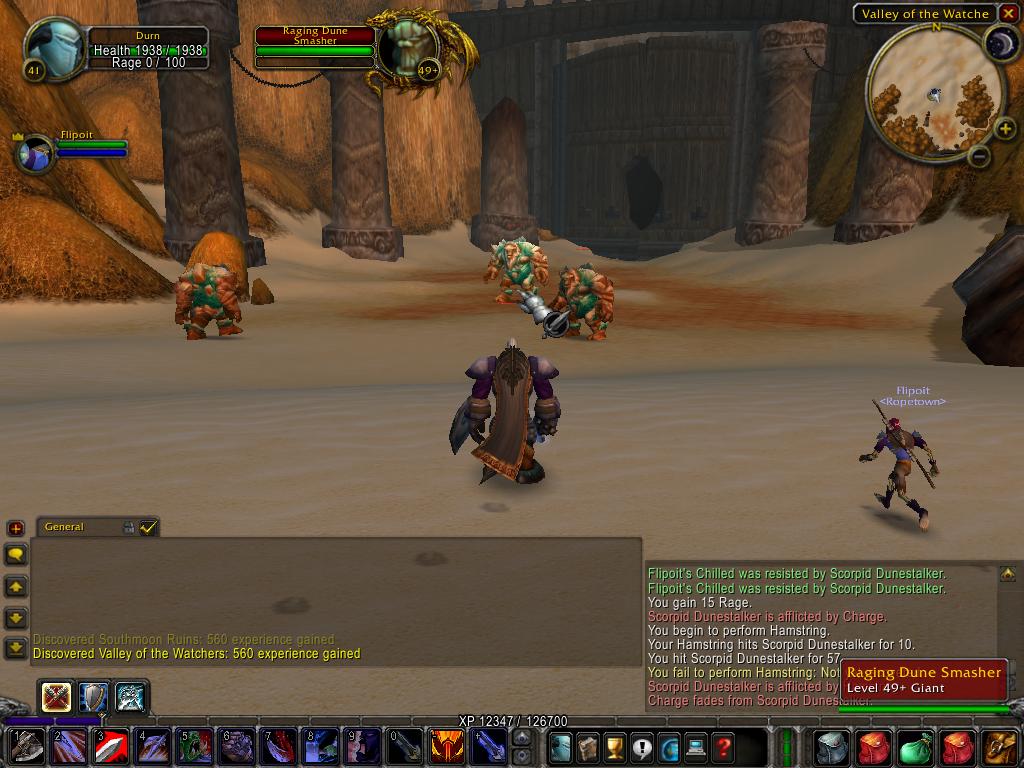 Durn
Health 1938 / 1938
Rage 0 / 100
41
Raging Dune
Smasher
49+
Valley of the Watche
N
Flipoit
Flipoit
<Ropetown>
General
Discovered Southmoon Ruins: 560 experience gained
Discovered Valley of the Watchers: 560 experience gained
Flipoit's Chilled was resisted by Scorpid Dunestalker.
Flipoit's Chilled was resisted by Scorpid Dunestalker.
You gain 15 Rage.
Scorpid Dunestalker is afflicted by Charge.
You begin to perform Hamstring.
Your Hamstring hits Scorpid Dunestalker for 10.
You hit Scorpid Dunestalker for 57.
You fail to perform Hamstring: Not
Scorpid Dunestalker is afflicted by
Charge fades from Scorpid Dunestalker.
Raging Dune Smasher
Level 49+ Giant
XP 12347 / 126700
1 2 3 4 5 6 7 8 9 0 - +